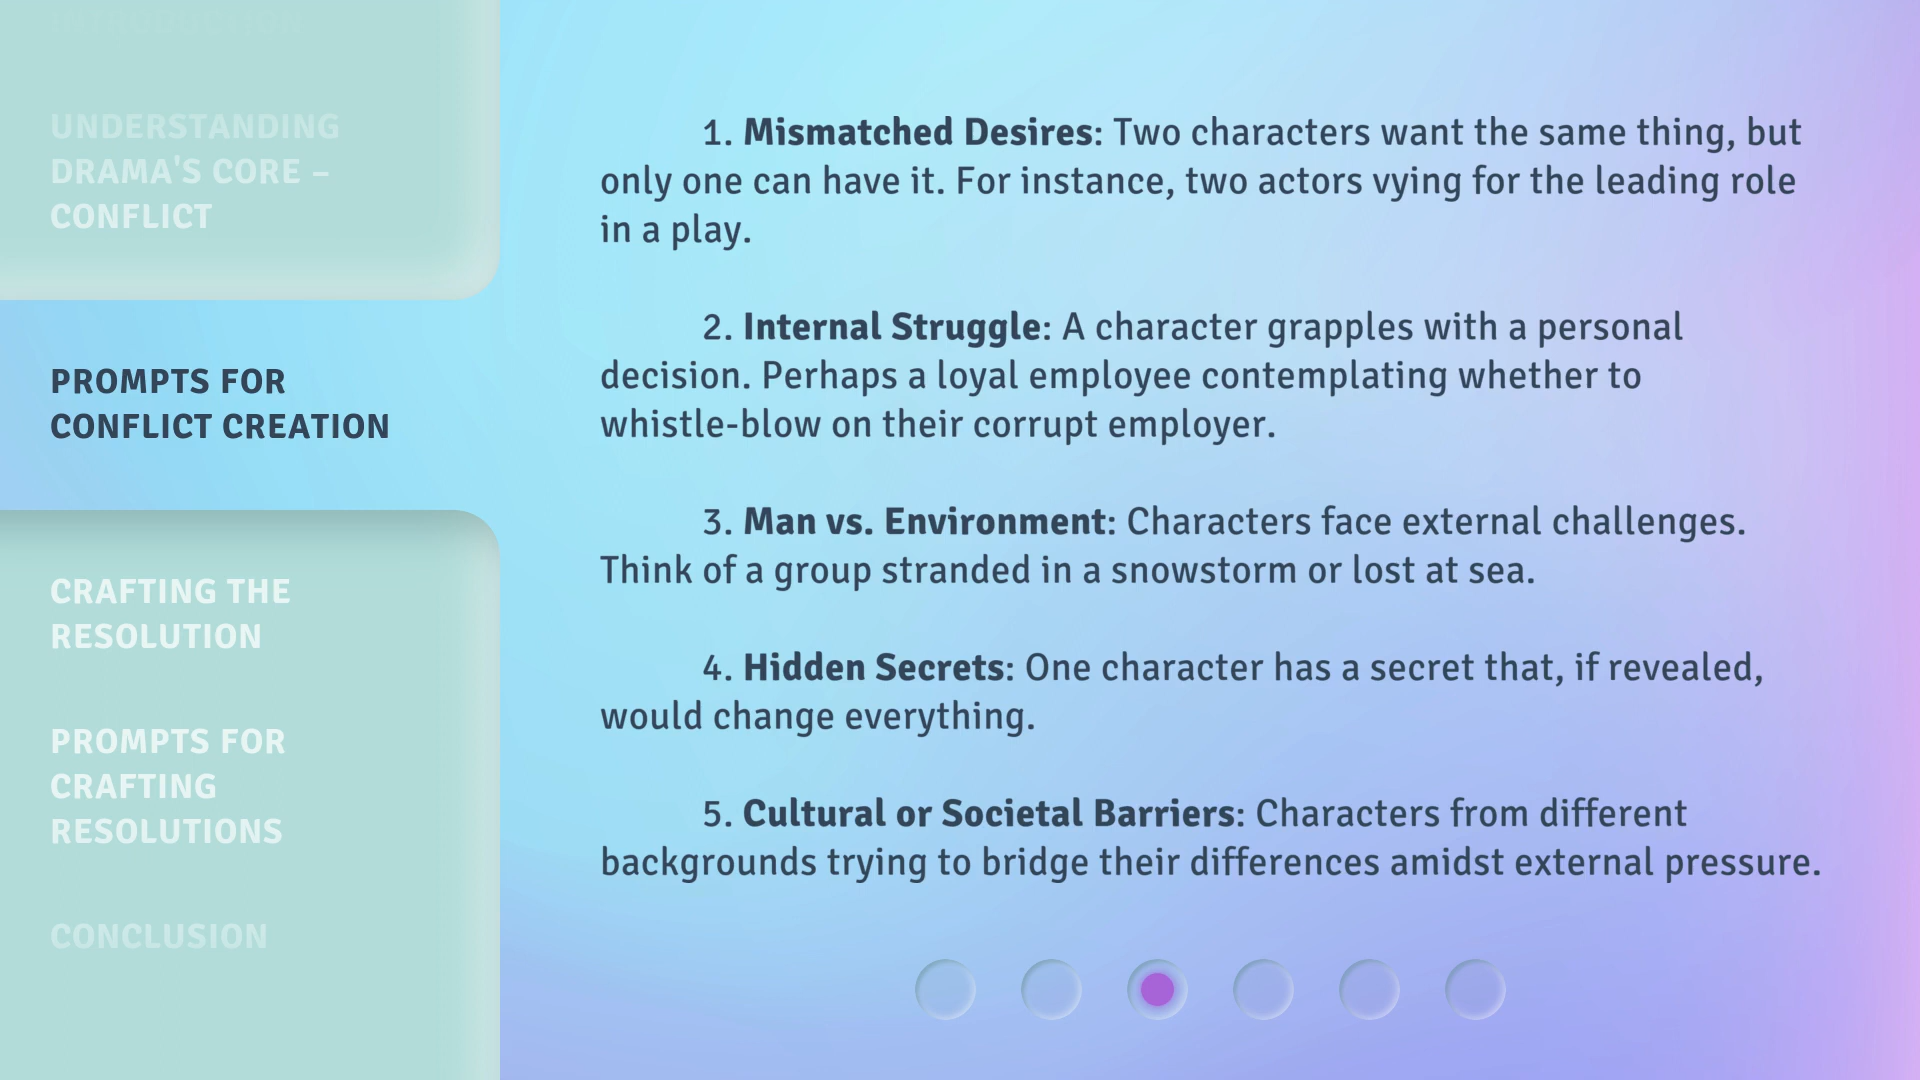 INTRODUCTION
UNDERSTANDING
DRAMA'S CORE –
CONFLICT
PROMPTS FOR
CONFLICT CREATION
CRAFTING THE
RESOLUTION
PROMPTS FOR
CRAFTING
RESOLUTIONS
CONCLUSION
1. Mismatched Desires: Two characters want the same thing, but
only one can have it. For instance, two actors vying for the leading role
in a play.
2. Internal Struggle: A character grapples with a personal
decision. Perhaps a loyal employee contemplating whether to
whistle-blow on their corrupt employer.
3. Man vs. Environment: Characters face external challenges.
Think of a group stranded in a snowstorm or lost at sea.
4. Hidden Secrets: One character has a secret that, if revealed,
would change everything.
5. Cultural or Societal Barriers: Characters from different
backgrounds trying to bridge their differences amidst external pressure.